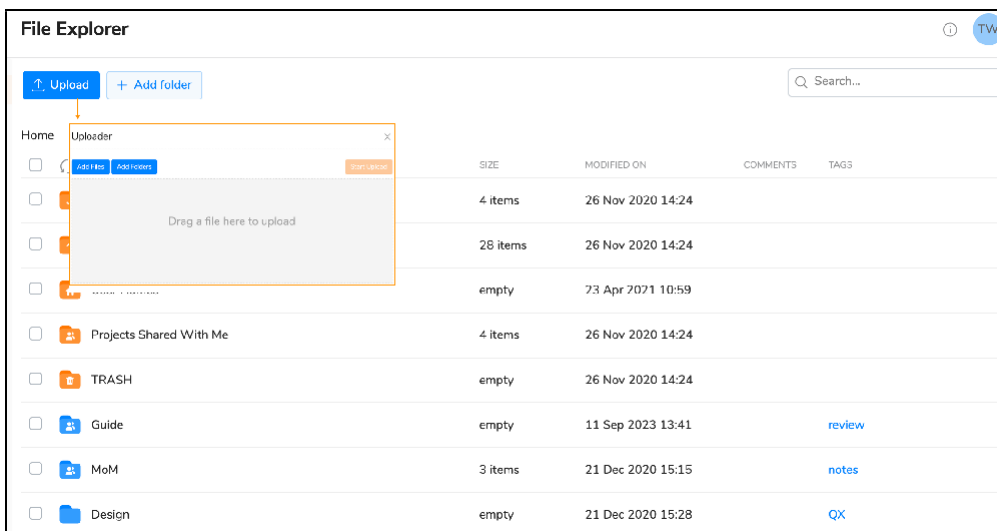 File Explorer
TW
Upload
Add folder
Search...
Home
Uploader
Add Files
Add Folders
Start Upload
SIZE
MODIFIED ON
COMMENTS
TAGS
Drag a file here to upload
4 items
26 Nov 2020 14:24
28 items
26 Nov 2020 14:24
empty
23 Apr 2021 10:59
Projects Shared With Me
4 items
26 Nov 2020 14:24
TRASH
empty
26 Nov 2020 14:24
Guide
empty
11 Sep 2023 13:41
review
MoM
3 items
21 Dec 2020 15:15
notes
Design
empty
21 Dec 2020 15:28
QX